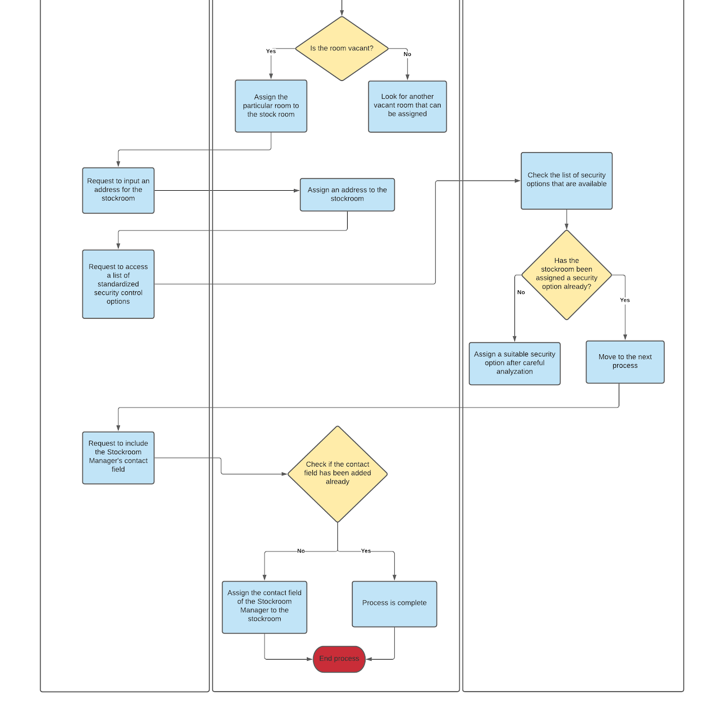 Is the room vacant?
Yes
No
Assign the
particular room to
the stock room
Look for another
vacant room that can
be assigned
Request to input an
address for the
stockroom
Assign an address to the
stockroom
Check the list of security
options that are available
Request to access
a list of
standardized
security control
options
Has the
stockroom been
assigned a security
option already?
No
Yes
Assign a suitable security
option after careful
analyzation
Move to the next
process
Request to include
the Stockroom
Manager's contact
field
Check if the contact
field has been added
already
No
Yes
Assign the contact field
of the Stockroom
Manager to the
stockroom
Process is complete
End process